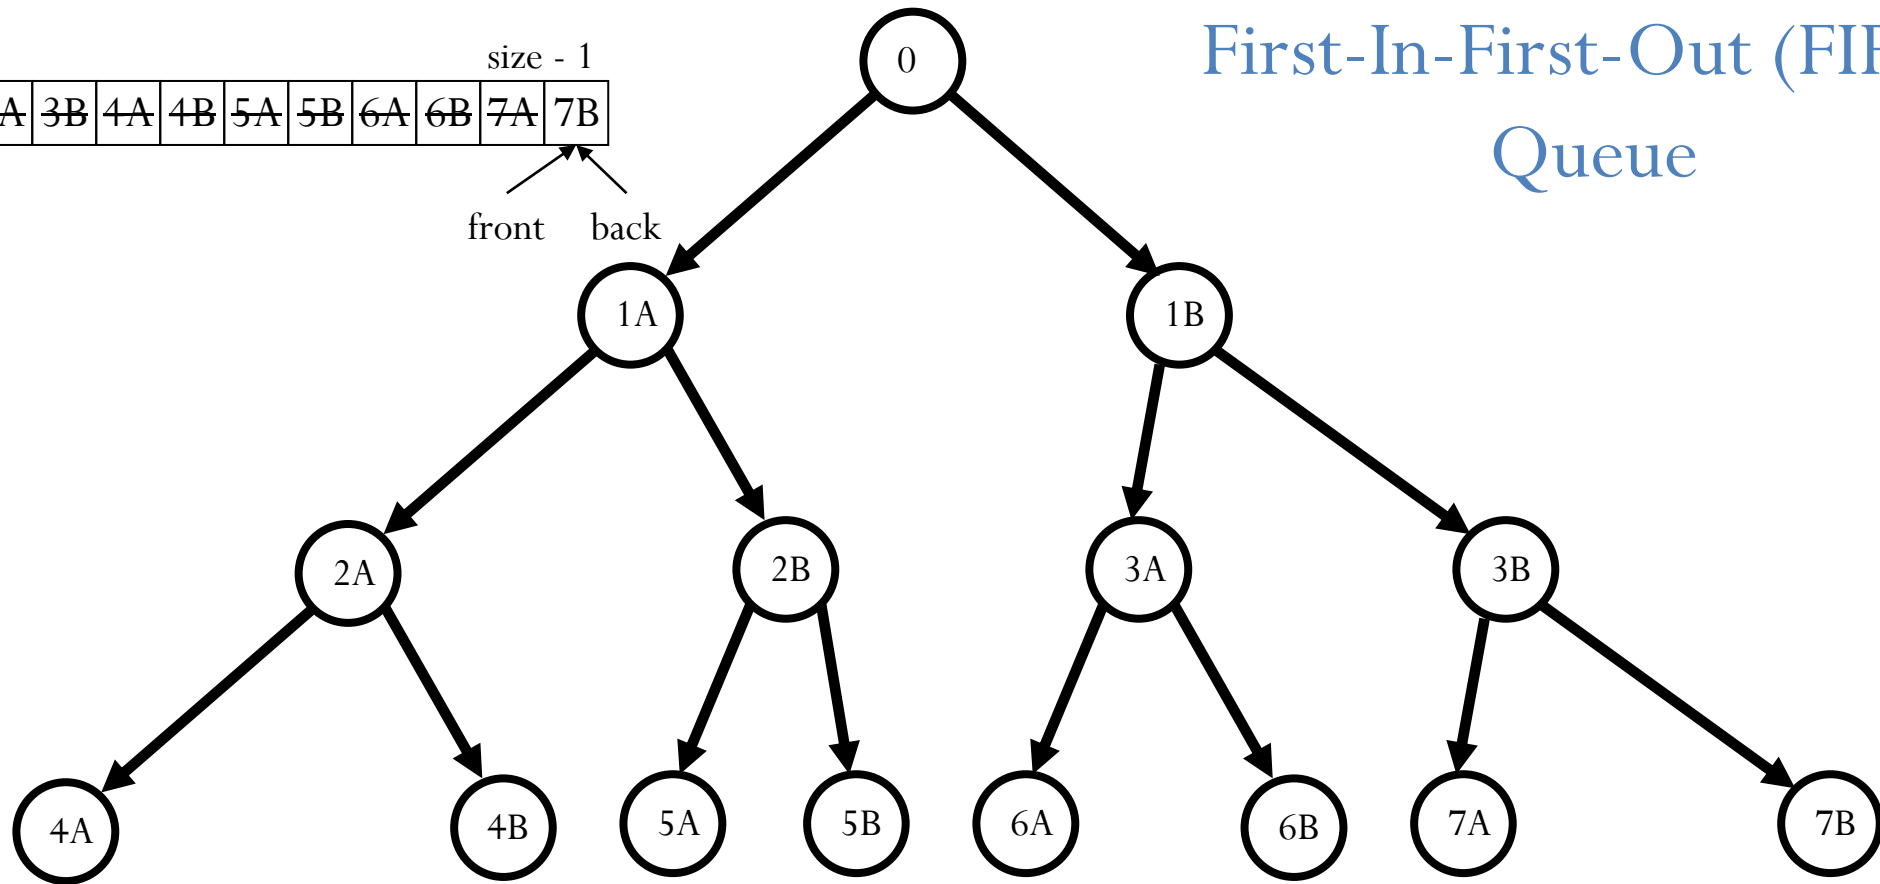 First-In-First-Out (FIF
Queue
size - 1
A 3B 4A 4B 5A 5B 6A 6B 7A 7B
front back
0
1A 1B
2A 2B 3A 3B
4A 4B 5A 5B 6A 6B 7A 7B